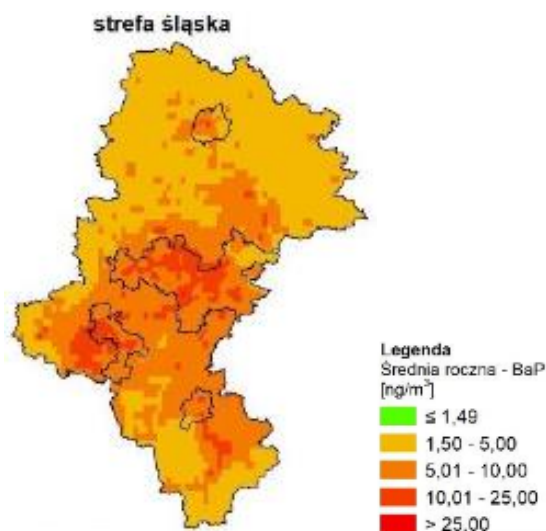 strefa śląska
Legenda
Średnia roczna - BaP
[ng/m³]
≤ 1,49
1,50 - 5,00
5,01 - 10,00
10,01 - 25,00
> 25,00